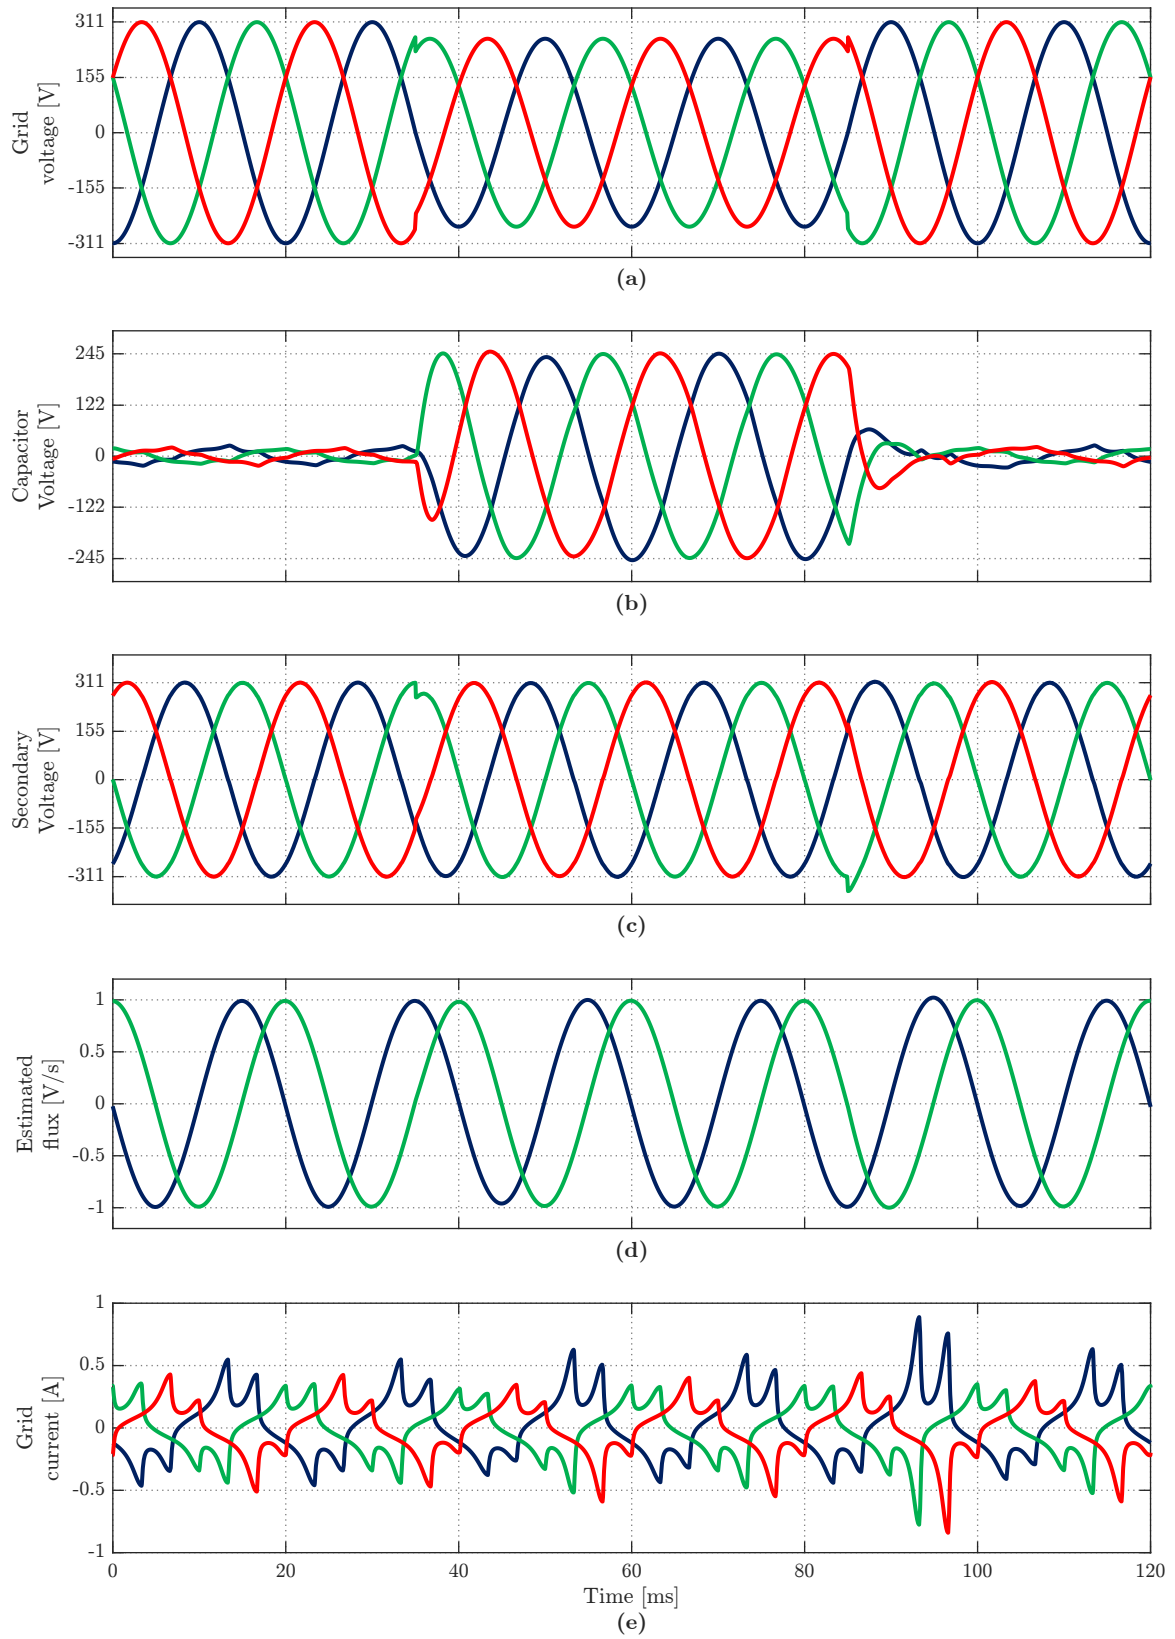 Grid
voltage [V]
311
155
0
-155
-311
(a)
Capacitor
Voltage [V]
245
122
0
-122
-245
(b)
Secondary
Voltage [V]
311
155
0
-155
-311
(c)
Estimated
flux [V/s]
1
0.5
0
-0.5
-1
(d)
Grid
current [A]
1
0.5
0
-0.5
-1
0 20 40 60 80 100 120
Time [ms]
(e)